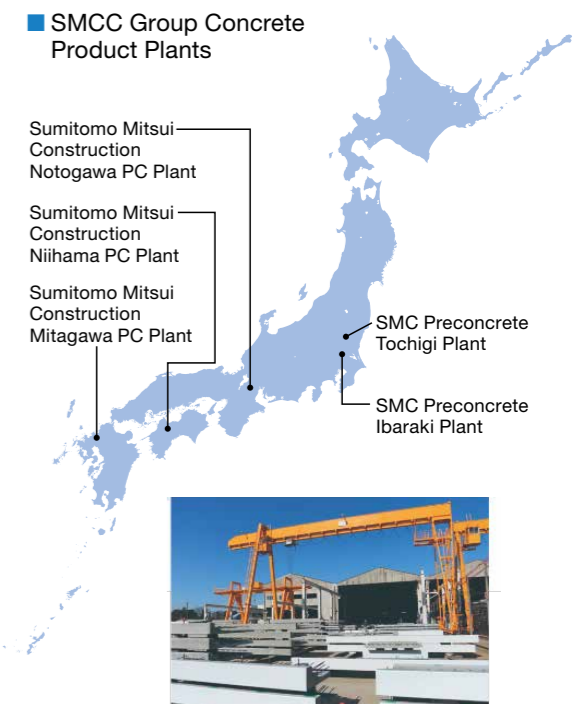 SMCC Group Concrete
Product Plants
Sumitomo Mitsui
Construction
Notogawa PC Plant
Sumitomo Mitsui
Construction
Niihama PC Plant
Sumitomo Mitsui
Construction
Mitagawa PC Plant
SMC Preconcrete
Tochigi Plant
SMC Preconcrete
Ibaraki Plant